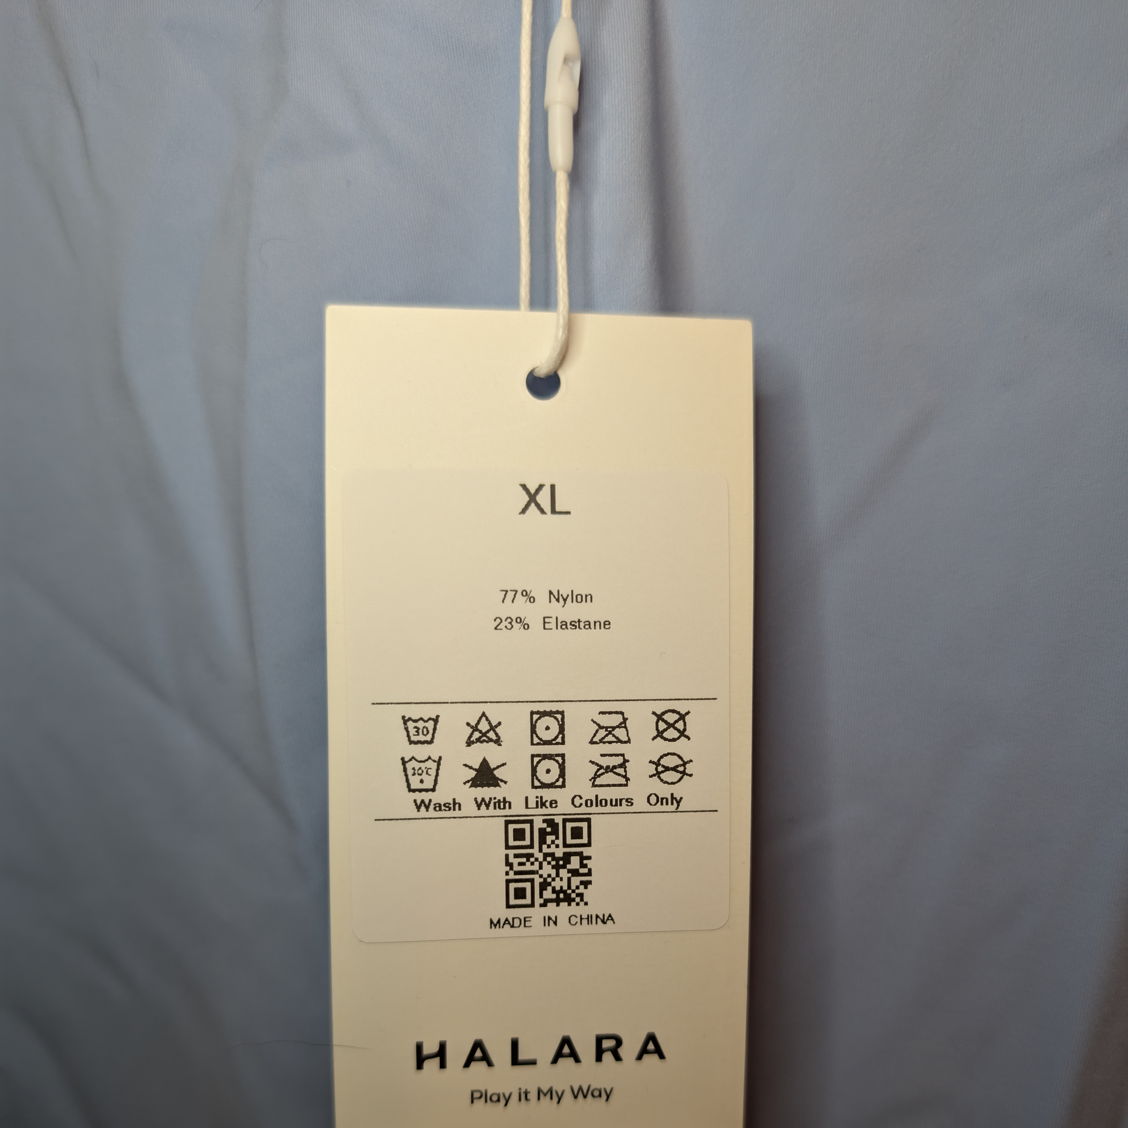 XL
77% Nylon
23% Elastane
30
Wash With Like Colours Only
MADE IN CHINA
HALARA
Play it My Way